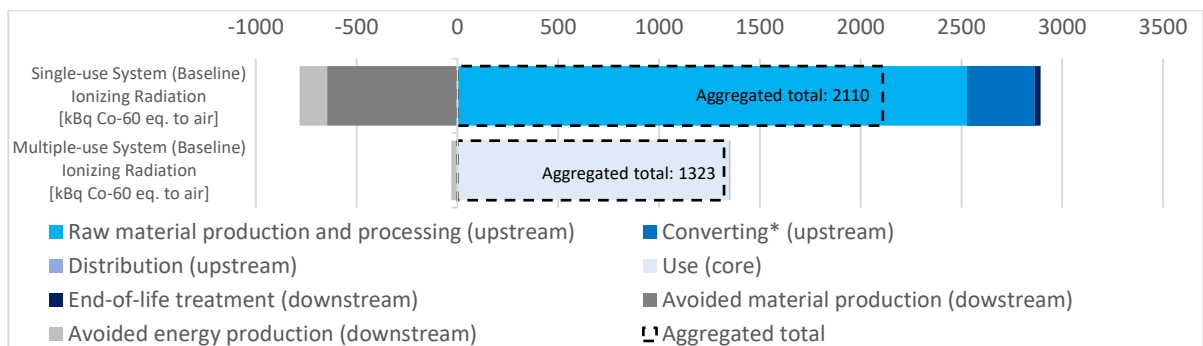 -1000 -500 0 500 1000 1500 2000 2500 3000 3500
Single-use System (Baseline)
Ionizing Radiation
[kBq Co-60 eq. to air]
Aggregated total: 2110
Multiple-use System (Baseline)
Ionizing Radiation
[kBq Co-60 eq. to air]
Aggregated total: 1323
Raw material production and processing (upstream)
Converting* (upstream)
Distribution (upstream)
Use (core)
End-of-life treatment (downstream)
Avoided material production (dowstream)
Avoided energy production (downstream)
Aggregated total